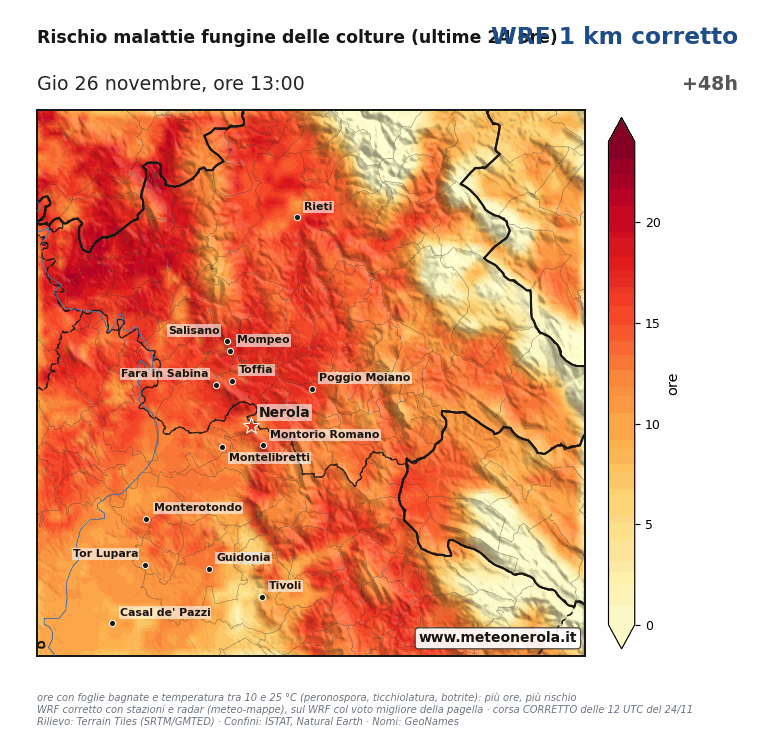 Rischio malattie fungine delle colture (ultime 24 ore)
WRF 1 km corretto
Gio 26 novembre, ore 13:00
+48h
Rieti
Salisano
Mompeo
Fara in Sabina
Toffia
Poggio Moiano
Nerola
Montorio Romano
Montelibretti
Monterotondo
Tor Lupara
Guidonia
Tivoli
Casal de' Pazzi
www.meteonerola.it
20
15
10
5
0
ore
ore con foglie bagnate e temperatura tra 10 e 25 °C (peronospora, ticchiolatura, botrite): più ore, più rischio
WRF corretto con stazioni e radar (meteo-mappe), sul WRF col voto migliore della pagella · corsa CORRETTO delle 12 UTC del 24/11
Rilievo: Terrain Tiles (SRTM/GMTED) · Confini: ISTAT, Natural Earth · Nomi: GeoNames